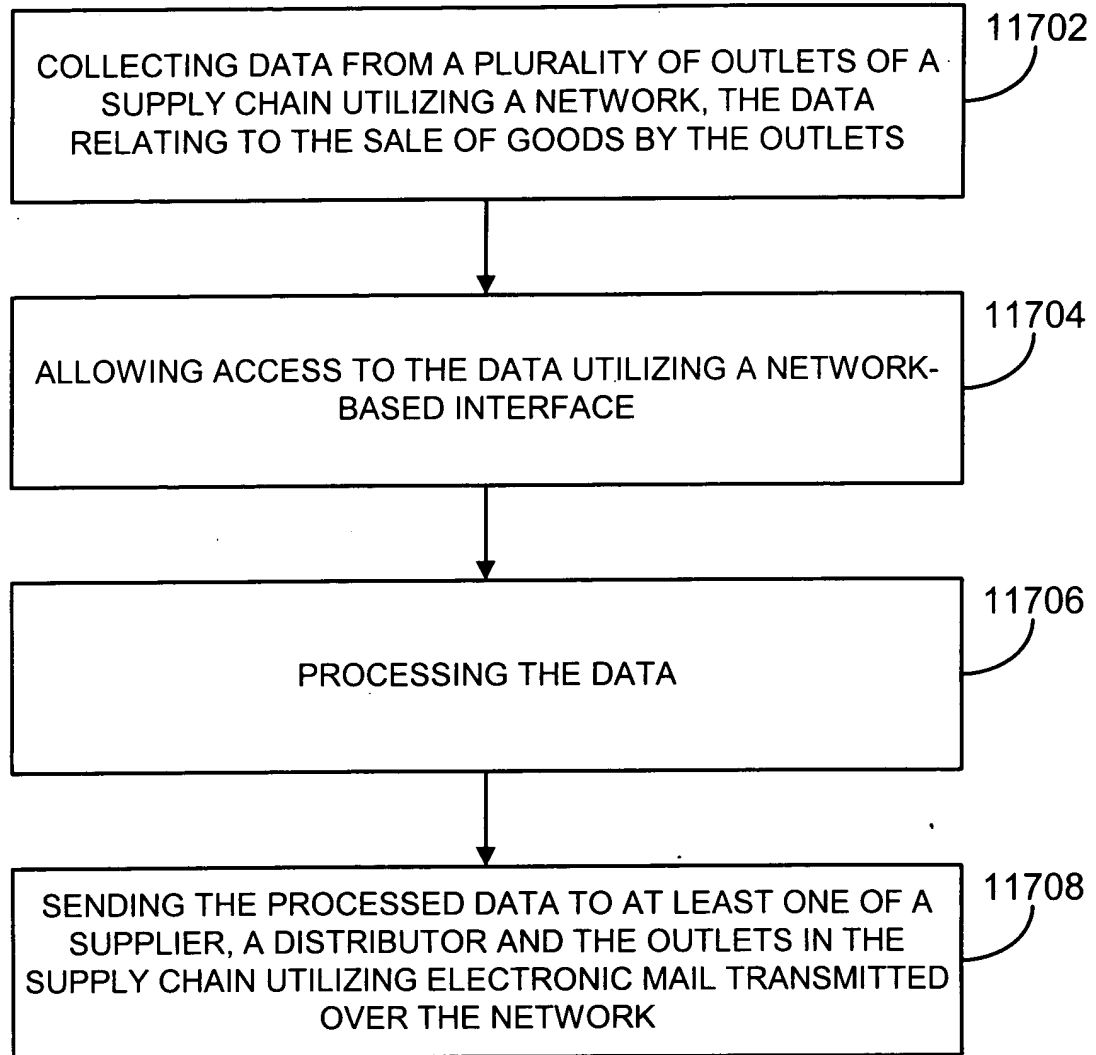 11702
COLLECTING DATA FROM A PLURALITY OF OUTLETS OF A
SUPPLY CHAIN UTILIZING A NETWORK, THE DATA
RELATING TO THE SALE OF GOODS BY THE OUTLETS
11704
ALLOWING ACCESS TO THE DATA UTILIZING A NETWORK-
BASED INTERFACE
11706
PROCESSING THE DATA
11708
SENDING THE PROCESSED DATA TO AT LEAST ONE OF A
SUPPLIER, A DISTRIBUTOR AND THE OUTLETS IN THE
SUPPLY CHAIN UTILIZING ELECTRONIC MAIL TRANSMITTED
OVER THE NETWORK